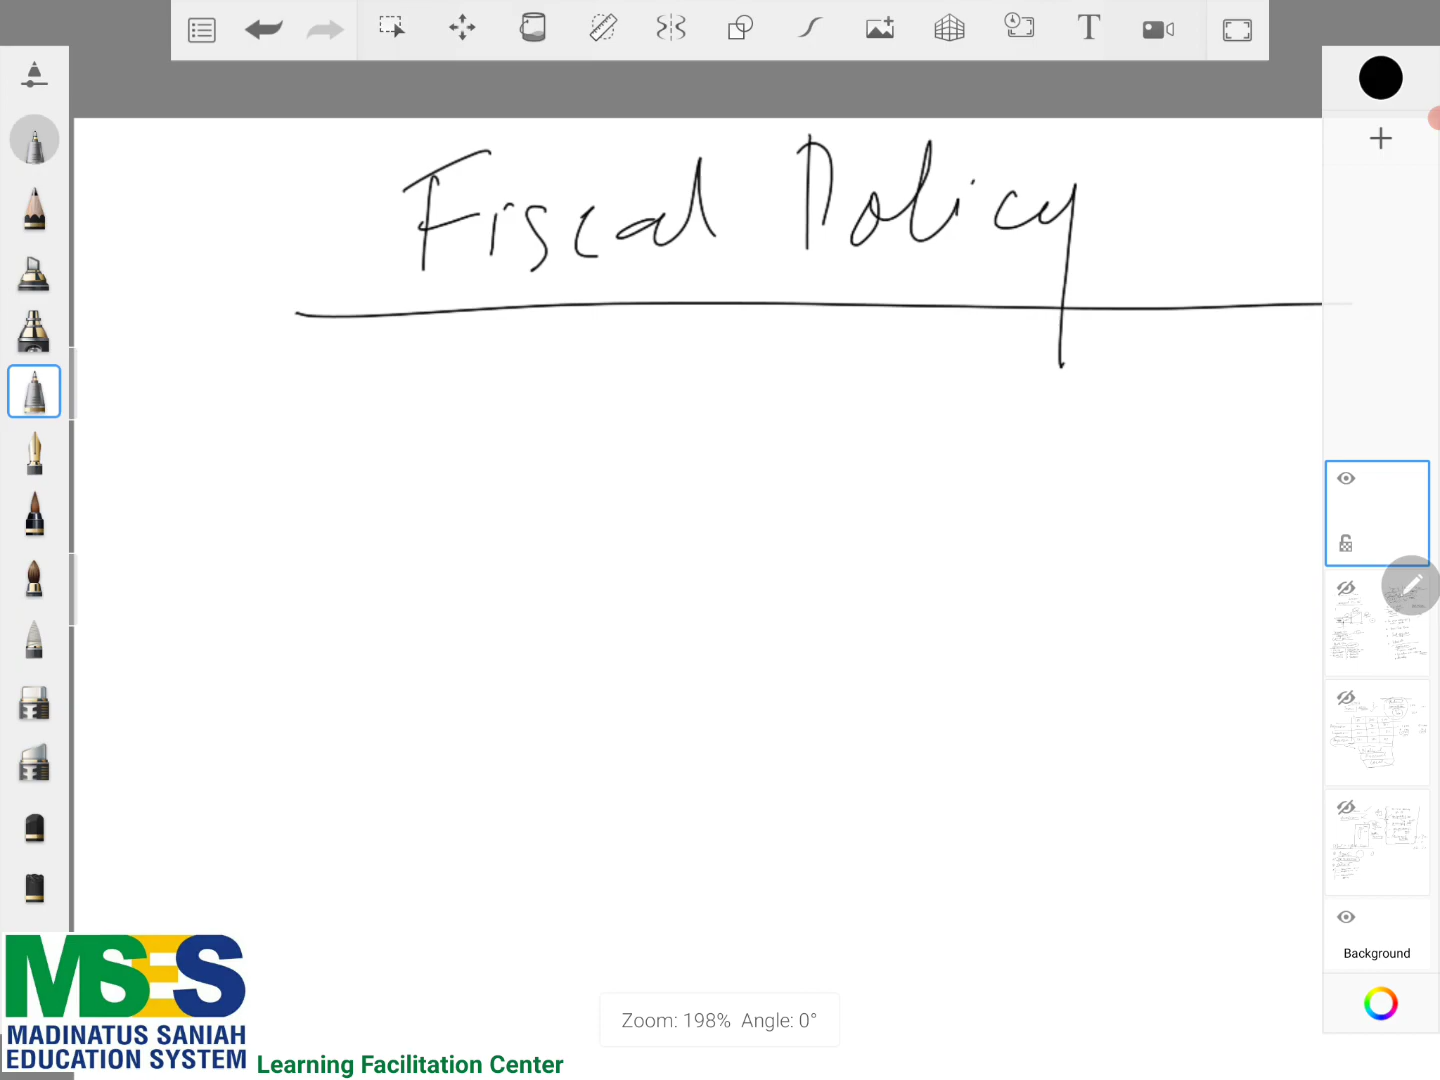 T
Fiscal Policy
Background
Zoom: 198% Angle: 0°
MSES
MADINATUS SANIAH
EDUCATION SYSTEM
Learning Facilitation Center